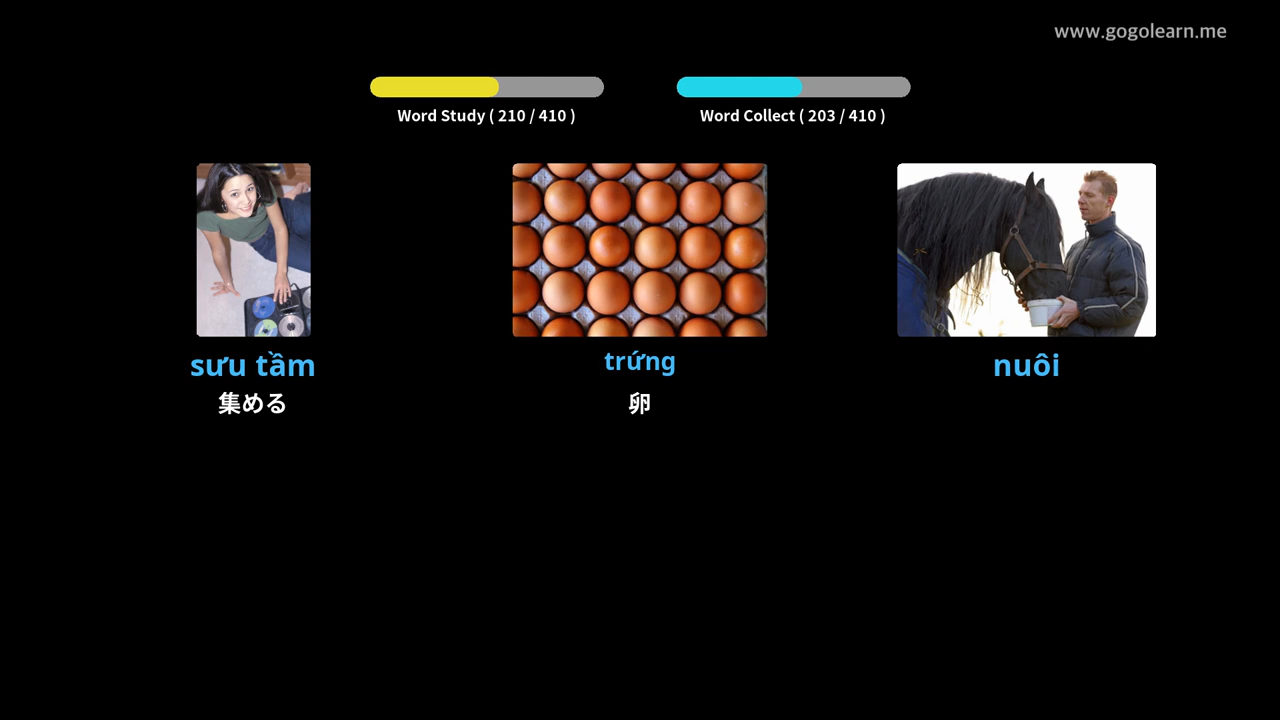 www.gogolearn.me
Word Study ( 210 / 410 )
Word Collect ( 203 / 410 )
sưu tầm
集める
trứng
卵
nuôi